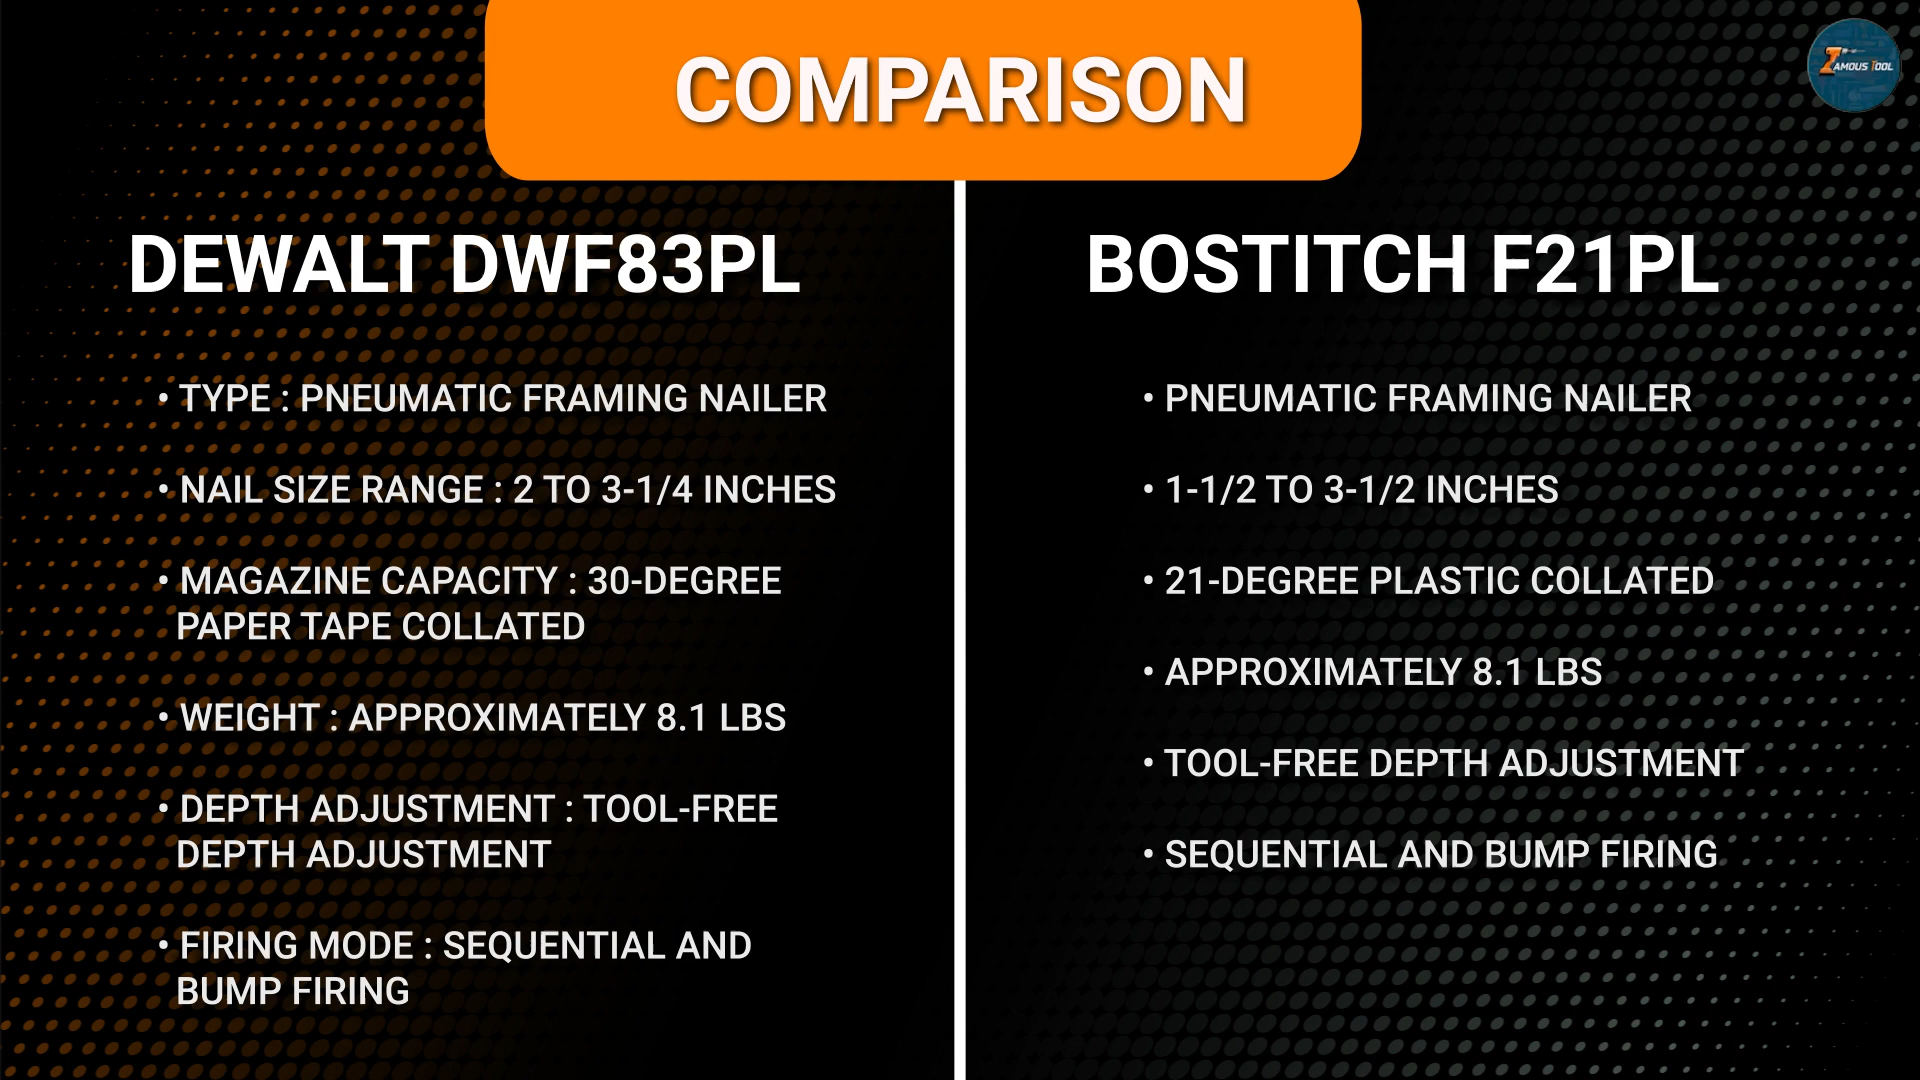 COMPARISON
ZAMOUS TOOL
DEWALT DWF83PL
• TYPE : PNEUMATIC FRAMING NAILER
• NAIL SIZE RANGE : 2 TO 3-1/4 INCHES
• MAGAZINE CAPACITY : 30-DEGREE
PAPER TAPE COLLATED
• WEIGHT : APPROXIMATELY 8.1 LBS
• DEPTH ADJUSTMENT : TOOL-FREE
DEPTH ADJUSTMENT
• FIRING MODE : SEQUENTIAL AND
BUMP FIRING
BOSTITCH F21PL
• PNEUMATIC FRAMING NAILER
• 1-1/2 TO 3-1/2 INCHES
• 21-DEGREE PLASTIC COLLATED
• APPROXIMATELY 8.1 LBS
• TOOL-FREE DEPTH ADJUSTMENT
• SEQUENTIAL AND BUMP FIRING